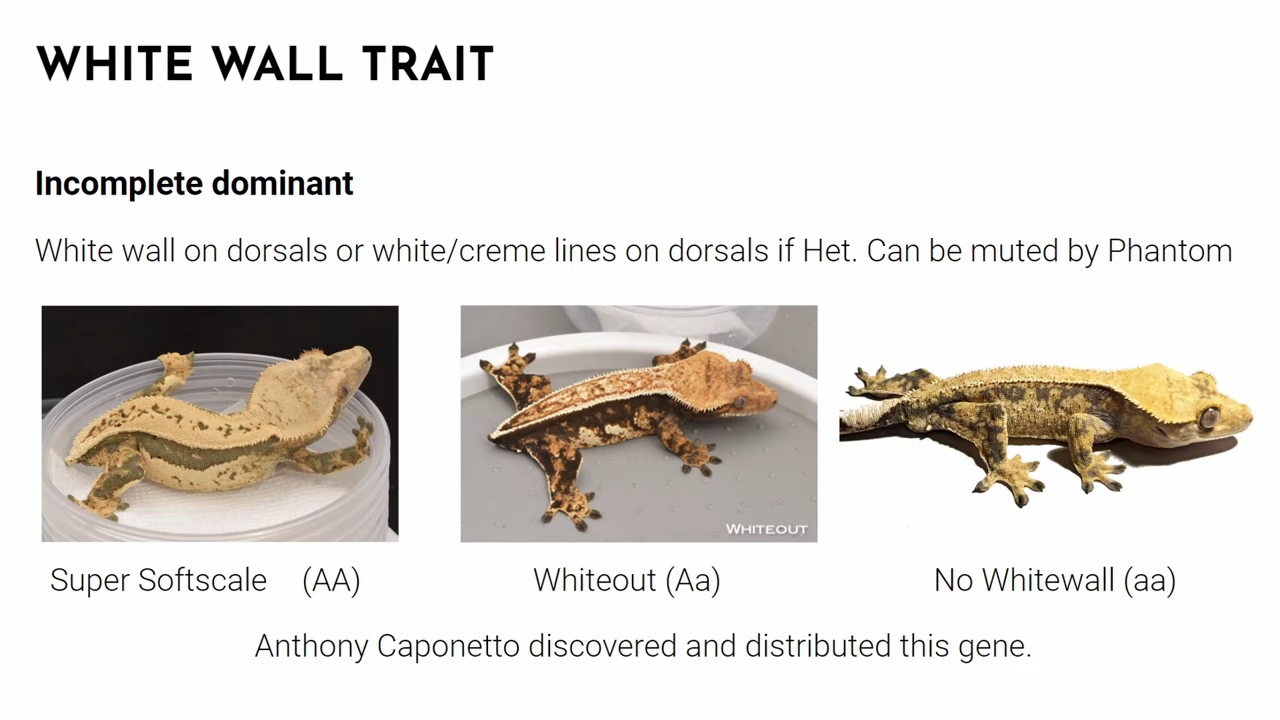 WHITE WALL TRAIT
Incomplete dominant
White wall on dorsals or white/creme lines on dorsals if Het. Can be muted by Phantom
WHITEOUT
Super Softscale (AA)
Whiteout (Aa)
No Whitewall (aa)
Anthony Caponetto discovered and distributed this gene.